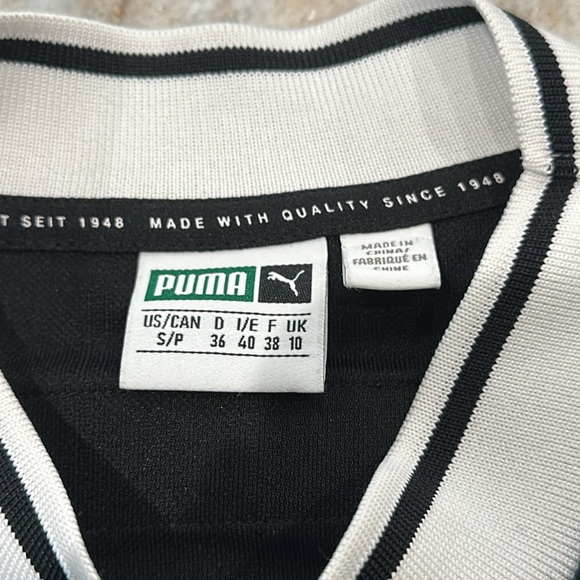 T SEIT 1948 MADE WITH QUALITY SINCE 1948
PUMA
US/CAN D I/E F UK
S/P 36 40 38 10
MADE IN
CHINA/
FABRIQUÉ EN
CHINE